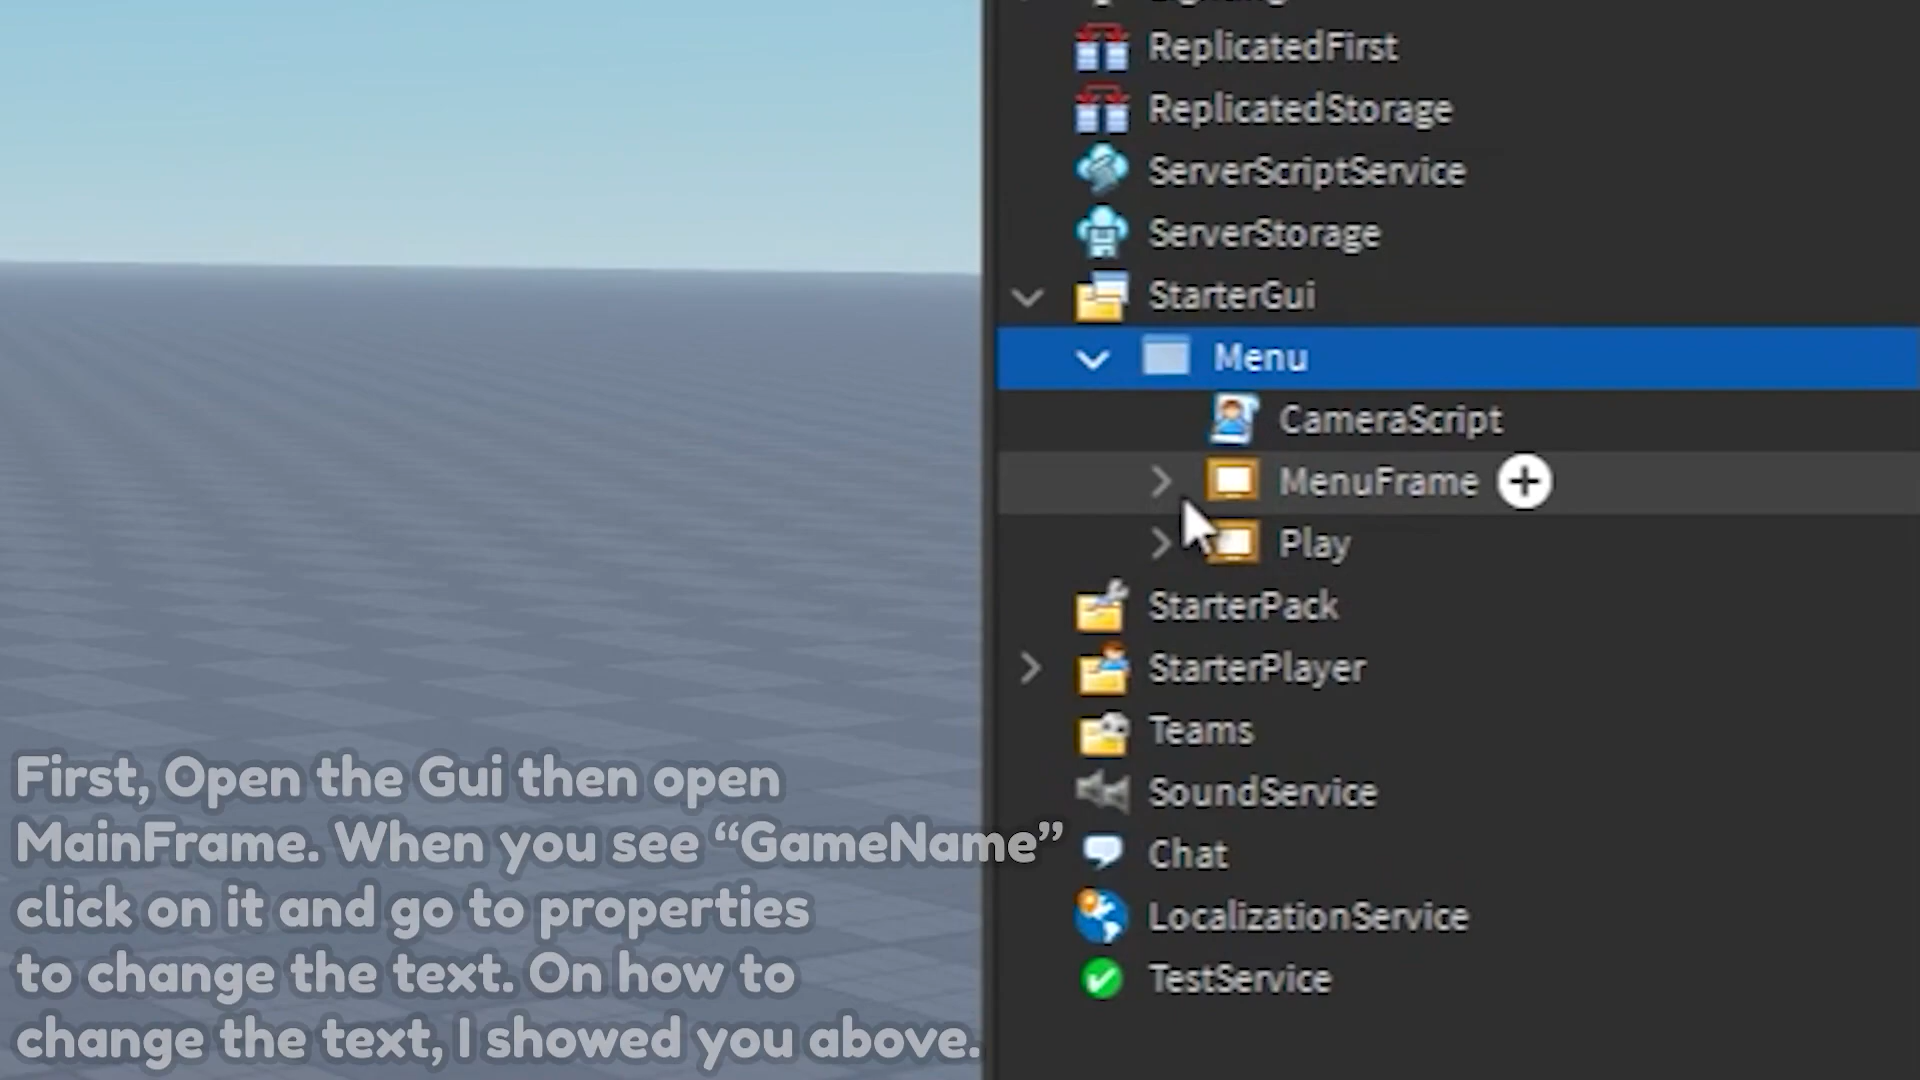 ReplicatedFirst
ReplicatedStorage
ServerScriptService
ServerStorage
StarterGui
Menu
CameraScript
MenuFrame
Play
StarterPack
StarterPlayer
Teams
SoundService
Chat
LocalizationService
TestService
First, Open the Gui then open
MainFrame. When you see “GameName”
click on it and go to properties
to change the text. On how to
change the text, I showed you above.